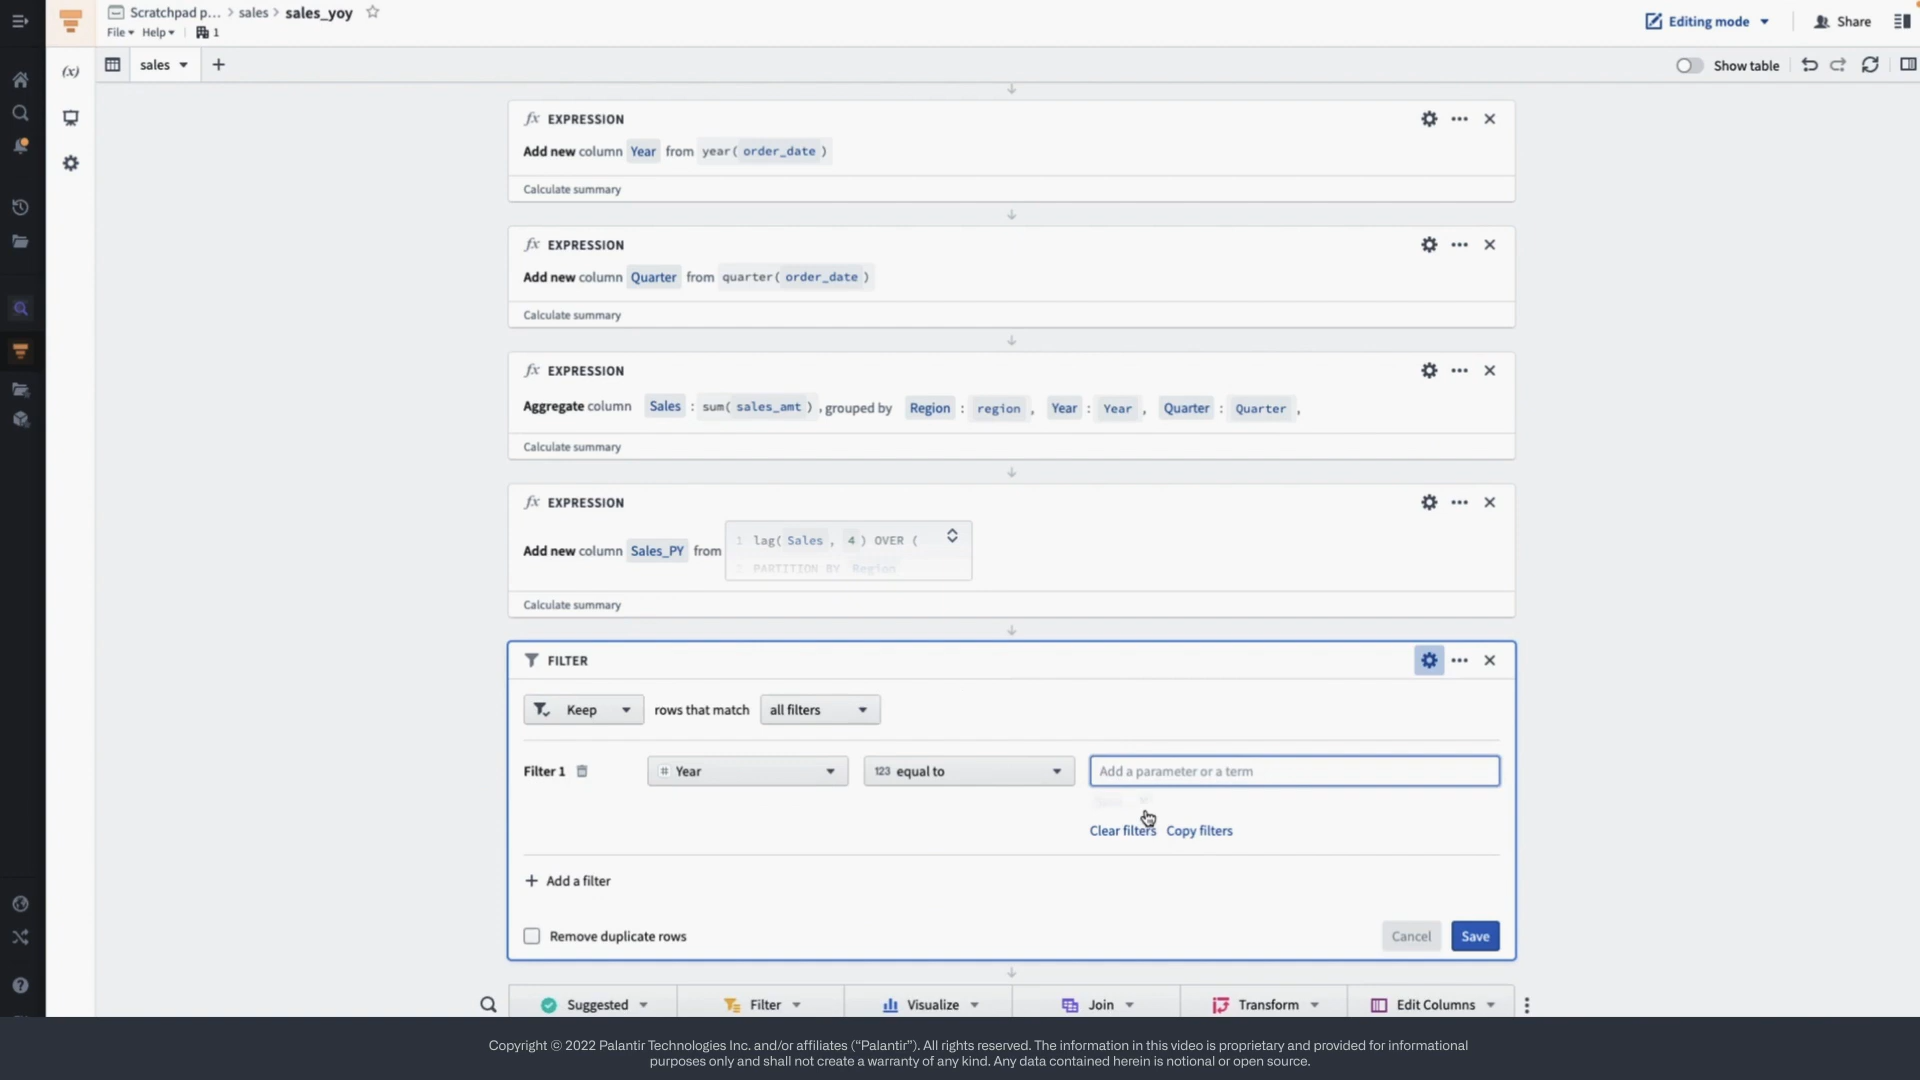 Scratchpad p... > sales > sales_yoy
File Help 1
Editing mode
Share
(x)
sales
Show table
fx EXPRESSION
Add new column Year from year( order_date )
Calculate summary
fx EXPRESSION
Add new column Quarter from quarter( order_date )
Calculate summary
fx EXPRESSION
Aggregate column Sales : sum( sales_amt ) , grouped by Region : region , Year : Year , Quarter : Quarter ,
Calculate summary
fx EXPRESSION
1 lag( Sales , 4 ) OVER (
Add new column Sales_PY from
PARTITION BY Region
Calculate summary
FILTER
Keep rows that match all filters
Filter 1 # Year 123 equal to Add a parameter or a term
Clear filters Copy filters
+ Add a filter
Remove duplicate rows Cancel Save
Suggested Filter Visualize Join Transform Edit Columns
Copyright © 2022 Palantir Technologies Inc. and/or affiliates (“Palantir”). All rights reserved. The information in this video is proprietary and provided for informational
purposes only and shall not create a warranty of any kind. Any data contained herein is notional or open source.